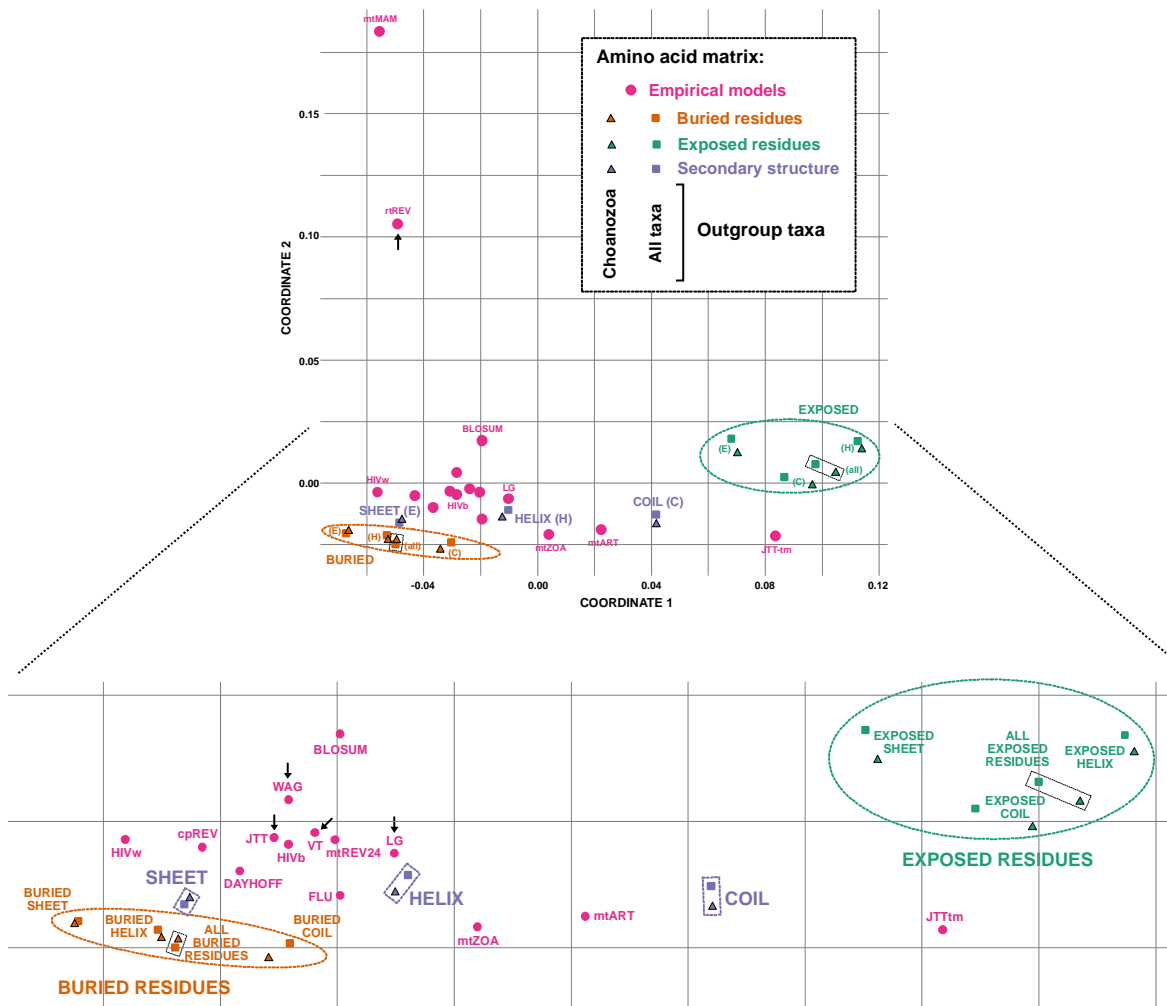 mtMAM
Amino acid matrix:
Empirical models
Buried residues
Exposed residues
Secondary structure
Choanozoa
All taxa
Outgroup taxa
0.15
rtREV
0.10
COORDINATE 2
0.05
EXPOSED
BLOSUM
(E)
(H)
(all)
(C)
HIVw
LG
HIVb
0.00
SHEET (E)
HELIX (H)
COIL (C)
(E)
(H)
(all)
(C)
BURIED
mtZOA
mtART
JTT-tm
-0.04
0.00
0.04
0.08
0.12
COORDINATE 1
BLOSUM
EXPOSED
SHEET
ALL
EXPOSED
RESIDUES
EXPOSED
HELIX
WAG
EXPOSED
COIL
HIVw
cpREV
JTT
HIVb
VT
mtREV24
LG
EXPOSED RESIDUES
DAYHOFF
SHEET
FLU
HELIX
COIL
BURIED
SHEET
BURIED
HELIX
ALL
BURIED
RESIDUES
BURIED
COIL
mtZOA
mtART
JTTtm
BURIED RESIDUES